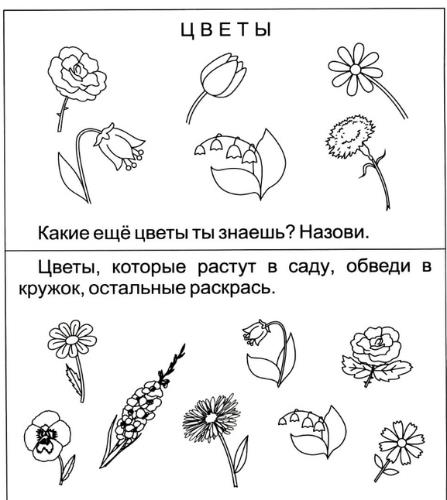 ЦВЕТЫ
Какие ещё цветы ты знаешь? Назови.
Цветы, которые растут в саду, обведи в
кружок, остальные раскрась.